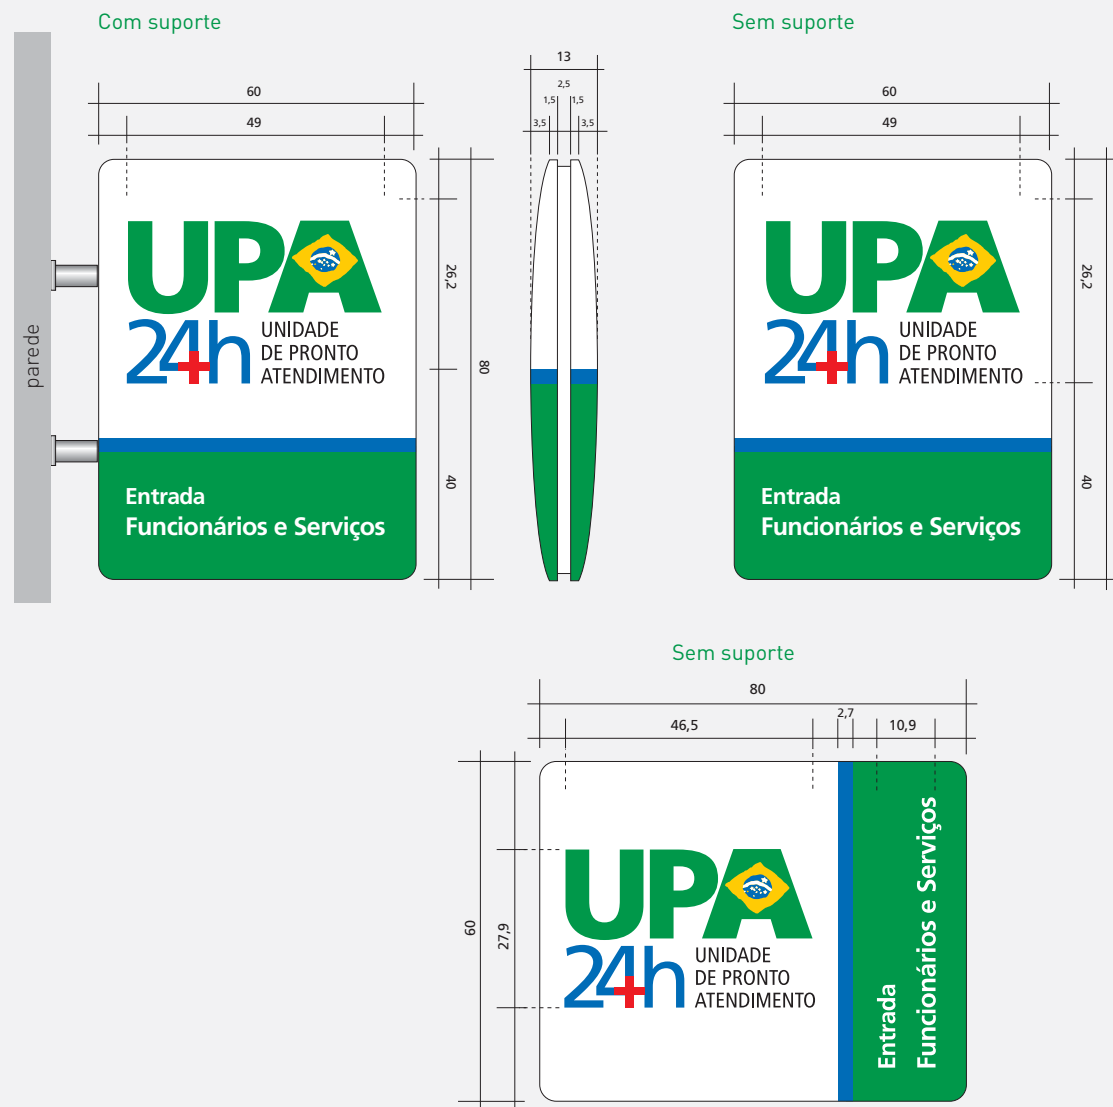 Com suporte
Sem suporte
13
60
2,5
60
49
1,5
1,5
49
3,5
3,5
UPA
24h
UNIDADE
DE PRONTO
ATENDIMENTO
26,2
80
40
parede
Entrada
Funcionários e Serviços
UPA
24h
UNIDADE
DE PRONTO
ATENDIMENTO
26,2
40
Entrada
Funcionários e Serviços
Sem suporte
80
46,5
2,7
10,9
60
27,9
UPA
24h
UNIDADE
DE PRONTO
ATENDIMENTO
Entrada
Funcionários e Serviços